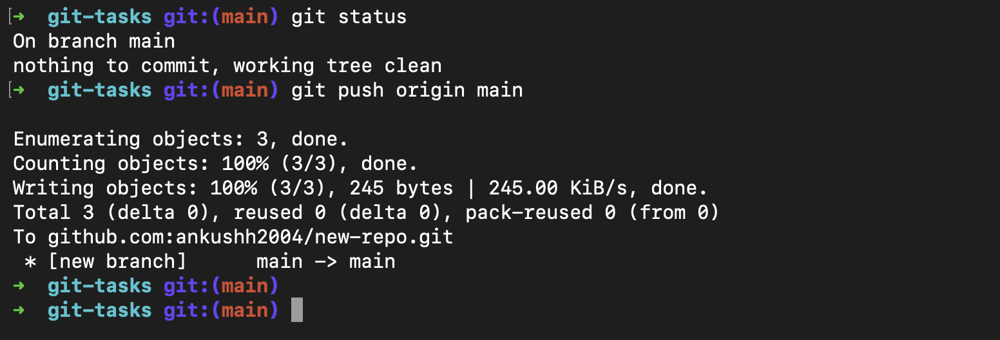 [➜  git-tasks git:(main) git status
On branch main
nothing to commit, working tree clean
[➜  git-tasks git:(main) git push origin main
Enumerating objects: 3, done.
Counting objects: 100% (3/3), done.
Writing objects: 100% (3/3), 245 bytes | 245.00 KiB/s, done.
Total 3 (delta 0), reused 0 (delta 0), pack-reused 0 (from 0)
To github.com:ankushh2004/new-repo.git
 * [new branch]      main -> main
➜  git-tasks git:(main)
➜  git-tasks git:(main)